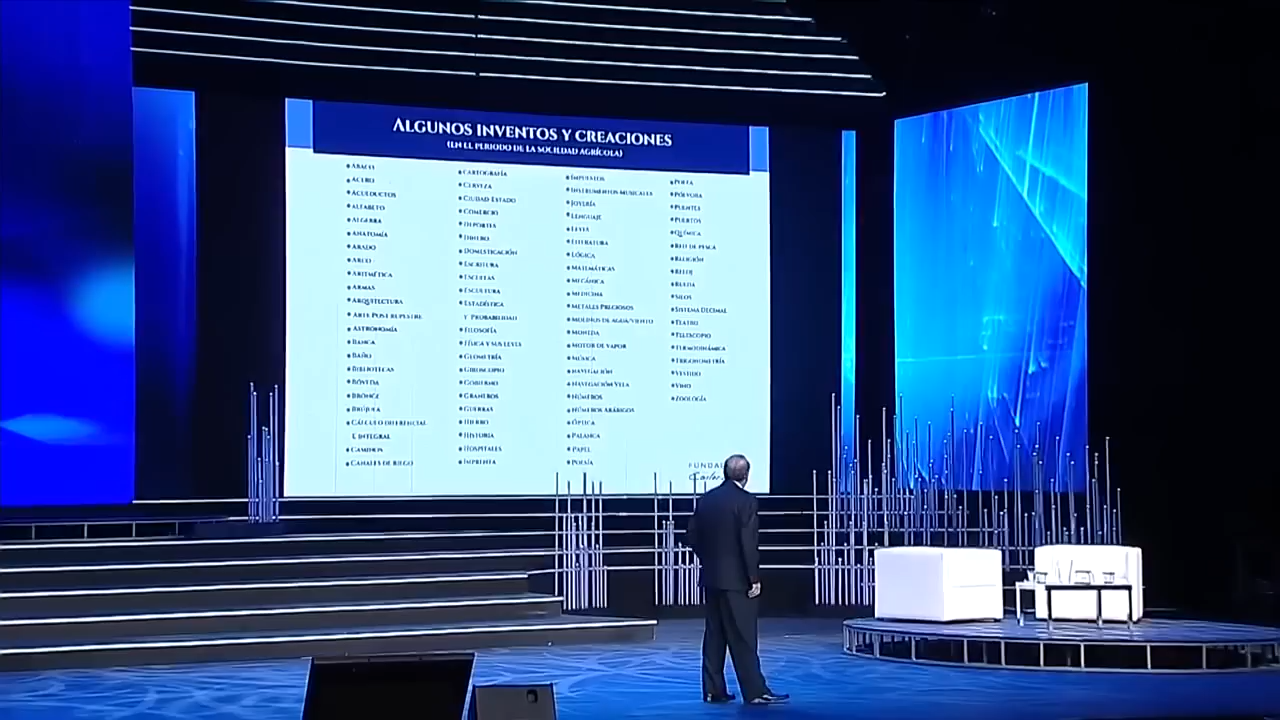 ALGUNOS INVENTOS Y CREACIONES
(EN EL PERIODO DE LA SOCIEDAD AGRÍCOLA)
• ÁBACO
• ACERO
• ACUEDUCTOS
• ALFABETO
• ALGEBRA
• ANATOMÍA
• ARADO
• ARCO
• ARITMÉTICA
• ARMAS
• ARQUITECTURA
• ARTE POST RUPESTRE
• ASTRONOMÍA
• BANCA
• BAÑO
• BIBLIOTECAS
• BÓVEDA
• BRONCE
• BRÚJULA
• CÁLCULO DIFERENCIAL
E INTEGRAL
• CAMINOS
• CANALES DE RIEGO
• CARTOGRAFÍA
• CERVEZA
• CIUDAD ESTADO
• COMERCIO
• DEPORTES
• DINERO
• DOMESTICACIÓN
• ESCRITURA
• ESCUELAS
• ESCULTURA
• ESTADÍSTICA
Y PROBABILIDAD
• FILOSOFÍA
• FÍSICA Y SUS LEYES
• GEOMETRÍA
• GIROSCOPIO
• GOBIERNO
• GRANEROS
• GUERRAS
• HIERRO
• HISTORIA
• HOSPITALES
• IMPRENTA
• IMPUESTOS
• INSTRUMENTOS MUSICALES
• JOYERÍA
• LENGUAJE
• LEYES
• LITERATURA
• LÓGICA
• MATEMÁTICAS
• MECÁNICA
• MEDICINA
• METALES PRECIOSOS
• MOLINOS DE AGUA/VIENTO
• MONEDA
• MOTOR DE VAPOR
• MÚSICA
• NAVEGACIÓN
• NAVEGACIÓN VELA
• NÚMEROS
• NÚMEROS ARÁBIGOS
• ÓPTICA
• PALANCA
• PAPEL
• POESÍA
• POLEA
• PÓLVORA
• PUENTES
• PUERTOS
• QUÍMICA
• RED DE PESCA
• RELIGIÓN
• RELOJ
• RUEDA
• SILOS
• SISTEMA DECIMAL
• TEATRO
• TELESCOPIO
• TERMODINÁMICA
• TRIGONOMETRÍA
• VESTIDO
• VINO
• ZOOLOGÍA
FUNDA
Carlos